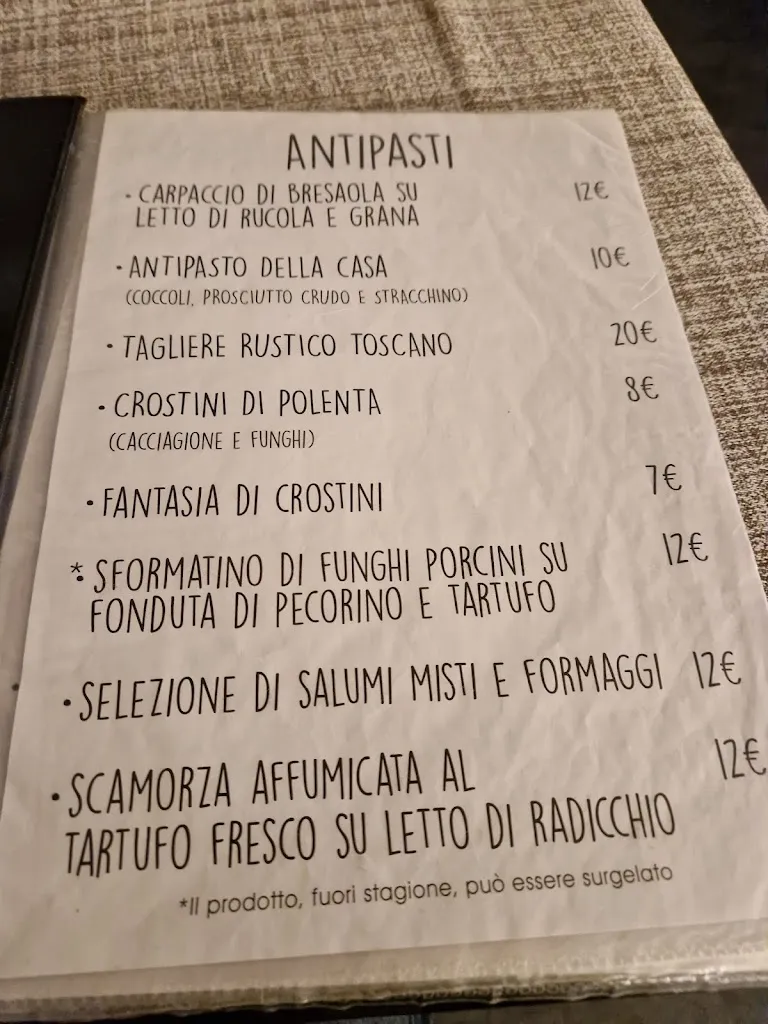 ANTIPASTI
· CARPACCIO DI BRESAOLA SU 12€
LETTO DI RUCOLA E GRANA
· ANTIPASTO DELLA CASA 10€
(COCCOLI, PROSCIUTTO CRUDO E STRACCHINO)
· TAGLIERE RUSTICO TOSCANO 20€
· CROSTINI DI POLENTA 8€
(CACCIAGIONE E FUNGHI)
· FANTASIA DI CROSTINI 7€
*· SFORMATINO DI FUNGHI PORCINI SU 12€
FONDUTA DI PECORINO E TARTUFO
· SELEZIONE DI SALUMI MISTI E FORMAGGI 12€
· SCAMORZA AFFUMICATA AL 12€
TARTUFO FRESCO SU LETTO DI RADICCHIO
*Il prodotto, fuori stagione, può essere surgelato